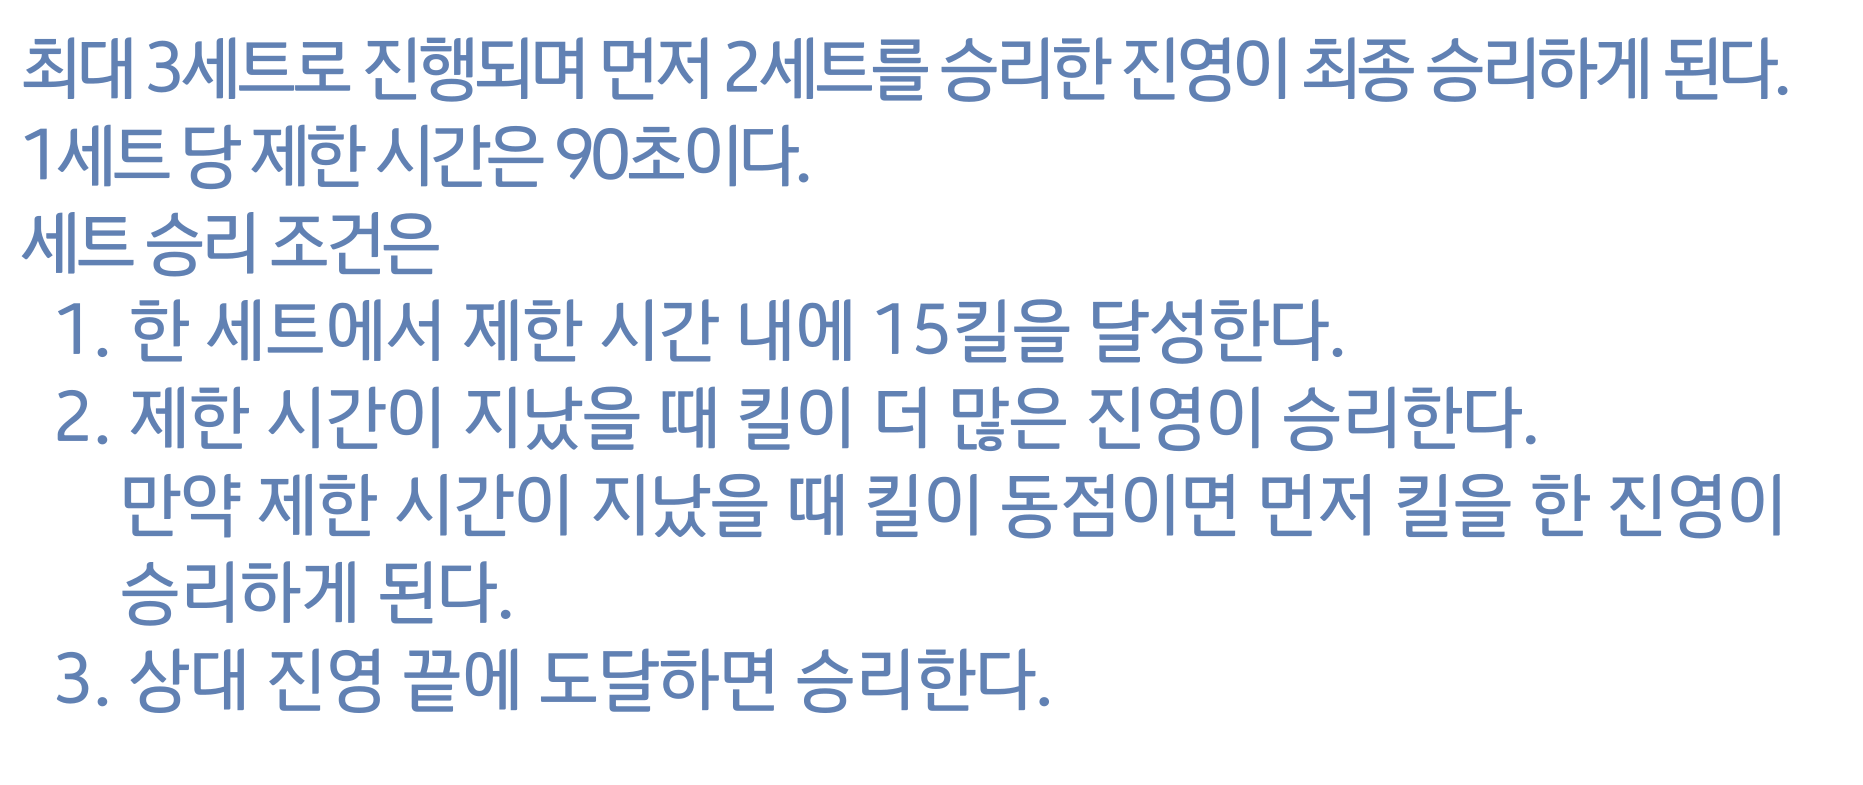 최대 3세트로 진행되며 먼저 2세트를 승리한 진영이 최종 승리하게 된다.
1세트 당 제한 시간은 90초이다.
세트 승리 조건은
1. 한 세트에서 제한 시간 내에 15킬을 달성한다.
2. 제한 시간이 지났을 때 킬이 더 많은 진영이 승리한다.
만약 제한 시간이 지났을 때 킬이 동점이면 먼저 킬을 한 진영이
승리하게 된다.
3. 상대 진영 끝에 도달하면 승리한다.